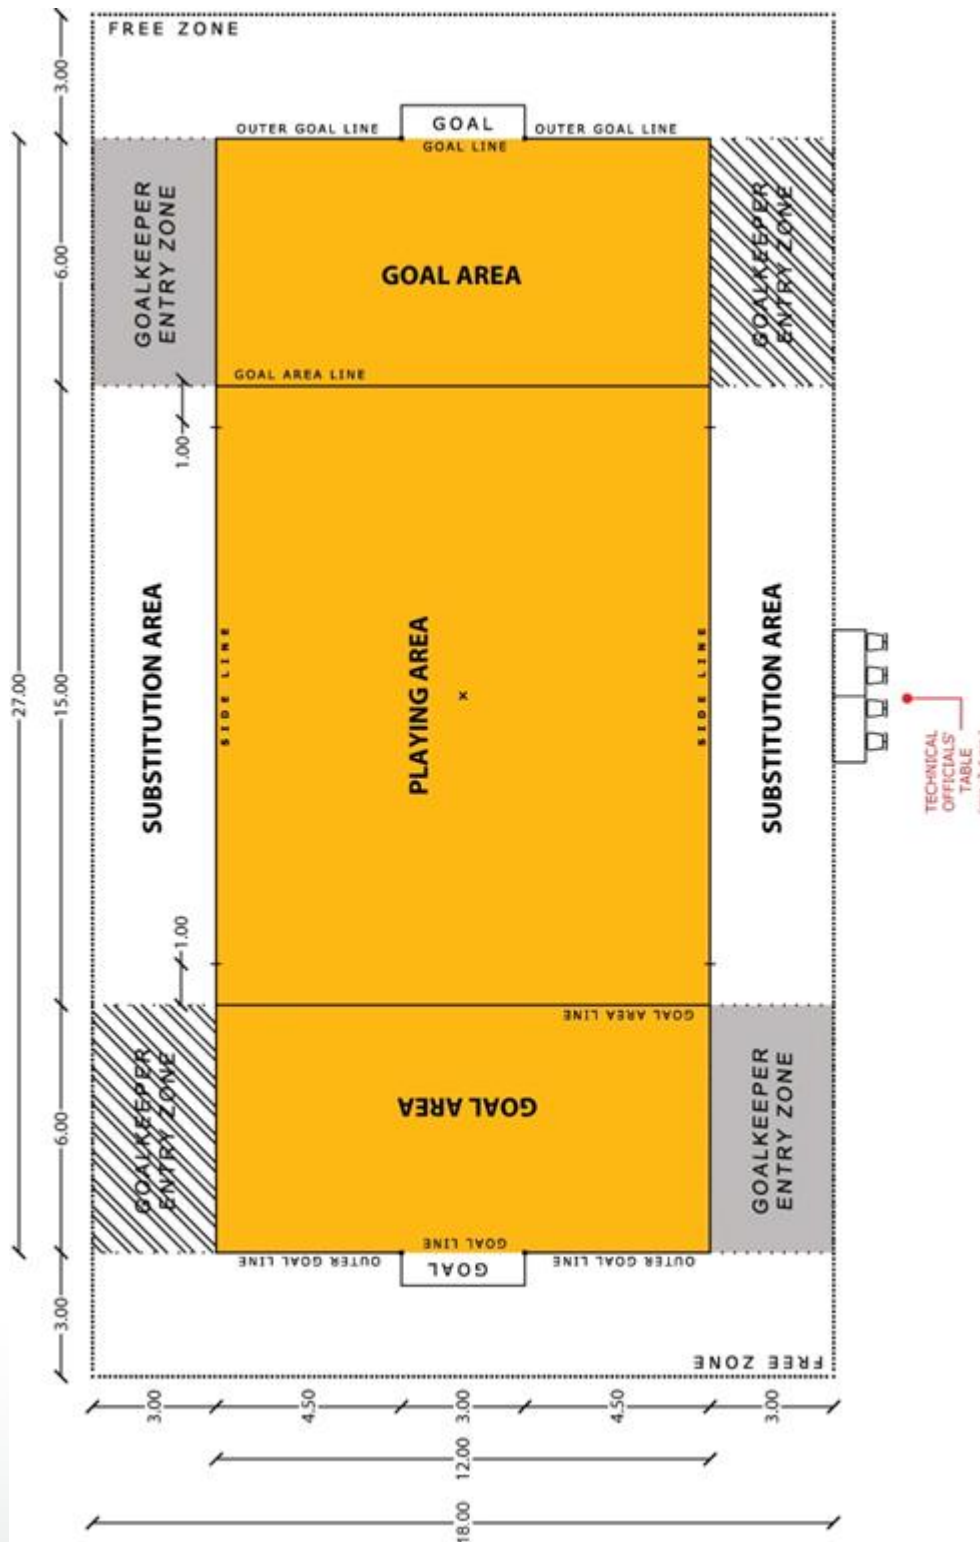 FREE ZONE
3.00
OUTER GOAL LINE
GOAL
OUTER GOAL LINE
GOAL LINE
GOALKEEPER
ENTRY ZONE
GOAL AREA
GOALKEEPER
ENTRY ZONE
6.00
GOAL AREA LINE
1.00
SUBSTITUTION AREA
SIDE LINE
PLAYING AREA
x
SIDE LINE
SUBSTITUTION AREA
27.00
15.00
TECHNICAL
OFFICIALS'
TABLE
1.00
GOAL AREA LINE
GOALKEEPER
ENTRY ZONE
GOAL AREA
GOALKEEPER
ENTRY ZONE
6.00
GOAL LINE
OUTER GOAL LINE
GOAL
OUTER GOAL LINE
3.00
FREE ZONE
3.00
4.50
3.00
4.50
3.00
12.00
18.00